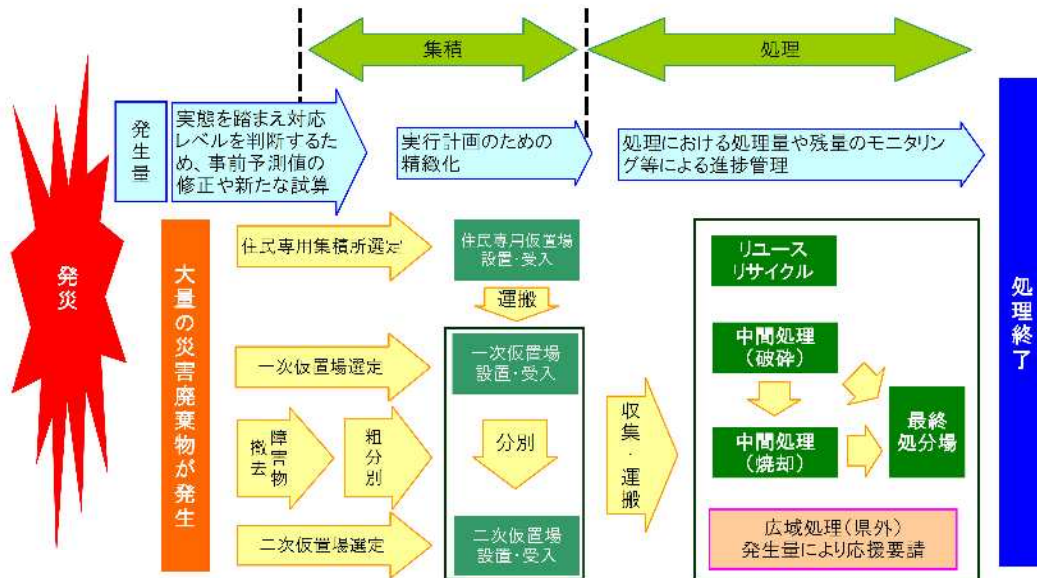 集積
処理
発災
発生量
実態を踏まえ対応
レベルを判断するた
め、事前予測値の
修正や新たな試算
実行計画のための
精緻化
処理における処理量や残量のモニタリン
グ等による進捗管理
大量の災害廃棄物が発生
住民専用集積所選定
住民専用仮置場
設置・受入
運搬
一次仮置場選定
一次仮置場
設置・受入
障害物
撤去
粗分別
分別
二次仮置場選定
二次仮置場
設置・受入
収集・運搬
リユース
リサイクル
中間処理
(破砕)
中間処理
(焼却)
最終
処分場
広域処理(県外)
発生量により応援要請
処理終了